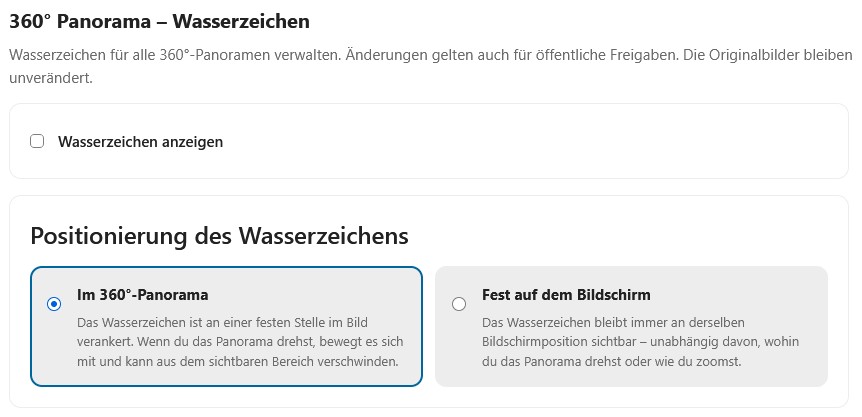 360° Panorama – Wasserzeichen
Wasserzeichen für alle 360°-Panoramen verwalten. Änderungen gelten auch für öffentliche Freigaben. Die Originalbilder bleiben
unverändert.
Wasserzeichen anzeigen
Positionierung des Wasserzeichens
Im 360°-Panorama
Das Wasserzeichen ist an einer festen Stelle im Bild
verankert. Wenn du das Panorama drehst, bewegt es sich
mit und kann aus dem sichtbaren Bereich verschwinden.
Fest auf dem Bildschirm
Das Wasserzeichen bleibt immer an derselben
Bildschirmposition sichtbar – unabhängig davon, wohin
du das Panorama drehst oder wie du zoomst.